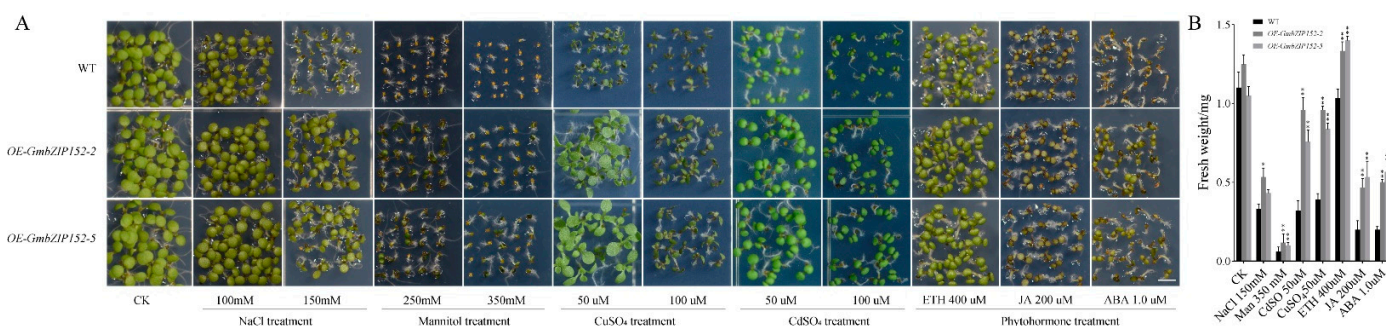 A
WT
OE-GmbZIP152-2
OE-GmbZIP152-5
CK
100mM
150mM
250mM
350mM
50 uM
100 uM
50 uM
100 uM
ETH 400 uM
JA 200 uM
ABA 1.0 uM
NaCl treatment
Mannitol treatment
CuSO₄ treatment
CdSO₄ treatment
Phytohormone treatment
B
WT
OE-GmbZIP152-2
OE-GmbZIP152-5
Fresh weight/mg
1.5
1.0
0.5
0.0
CK
NaCl 150mM
Man 350 mM
CdSO 50uM
CuSO₄ 50uM
ETH 400uM
JA 200uM
ABA 1.0uM